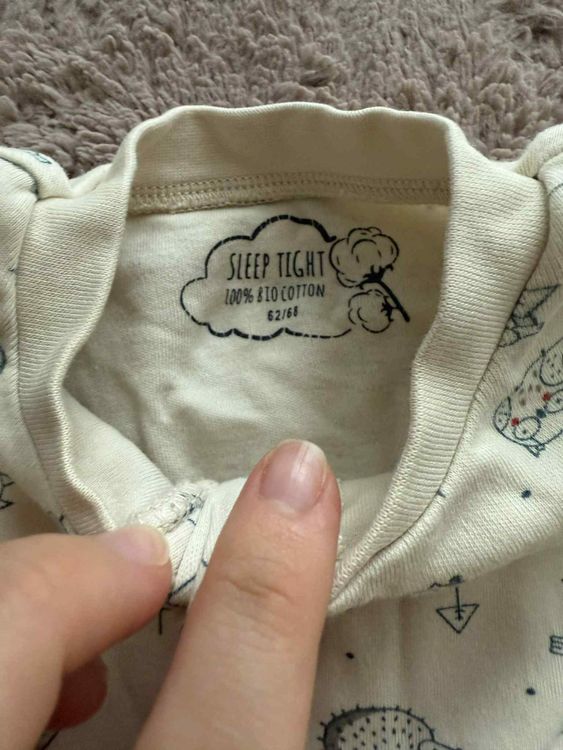 SLEEP TIGHT
100% BIO COTTON
62/68